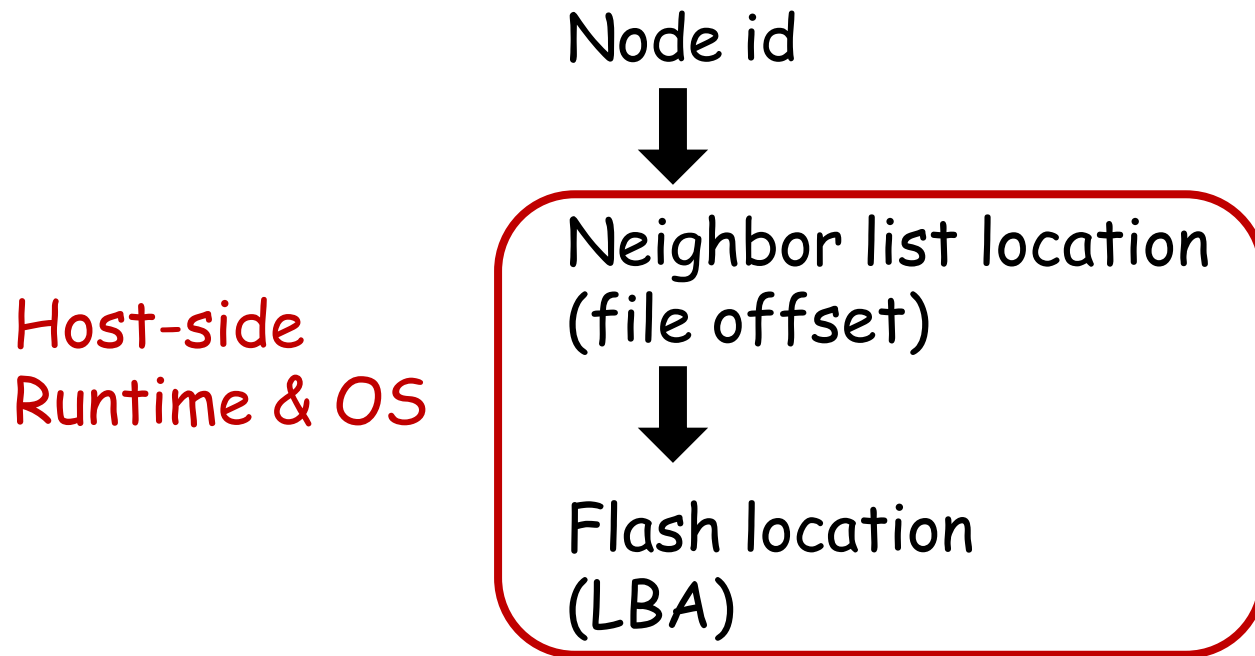 Node id
Neighbor list location
(file offset)
Host-side
Runtime & OS
Flash location
(LBA)